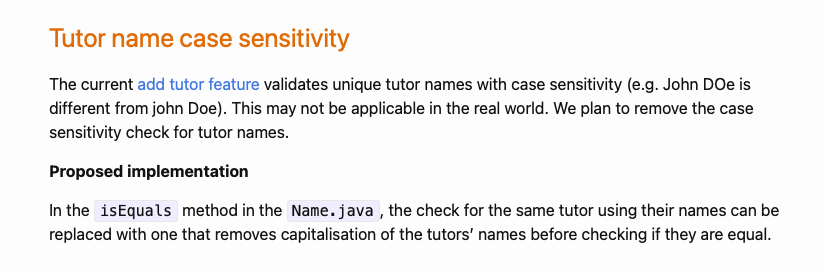 Tutor name case sensitivity
The current add tutor feature validates unique tutor names with case sensitivity (e.g. John DOe is
different from john Doe). This may not be applicable in the real world. We plan to remove the case
sensitivity check for tutor names.
Proposed implementation
In the isEquals method in the Name.java, the check for the same tutor using their names can be
replaced with one that removes capitalisation of the tutors’ names before checking if they are equal.